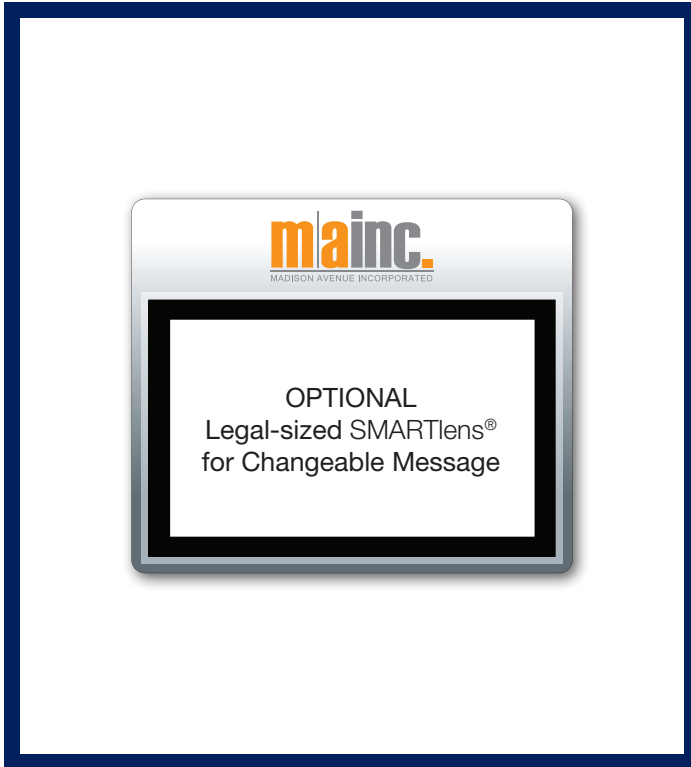 mainc.
MADISON AVENUE INCORPORATED
OPTIONAL
Legal-sized SMARTlens®
for Changeable Message